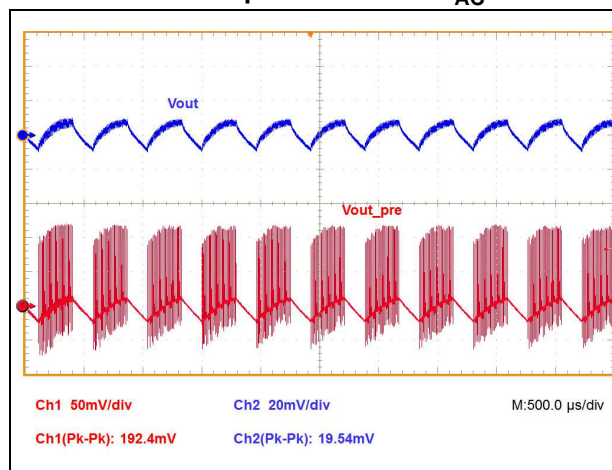 AC
Vout
Vout_pre
Ch1 50mV/div Ch2 20mV/div M:500.0 µs/div
Ch1(Pk-Pk): 192.4mV Ch2(Pk-Pk): 19.54mV